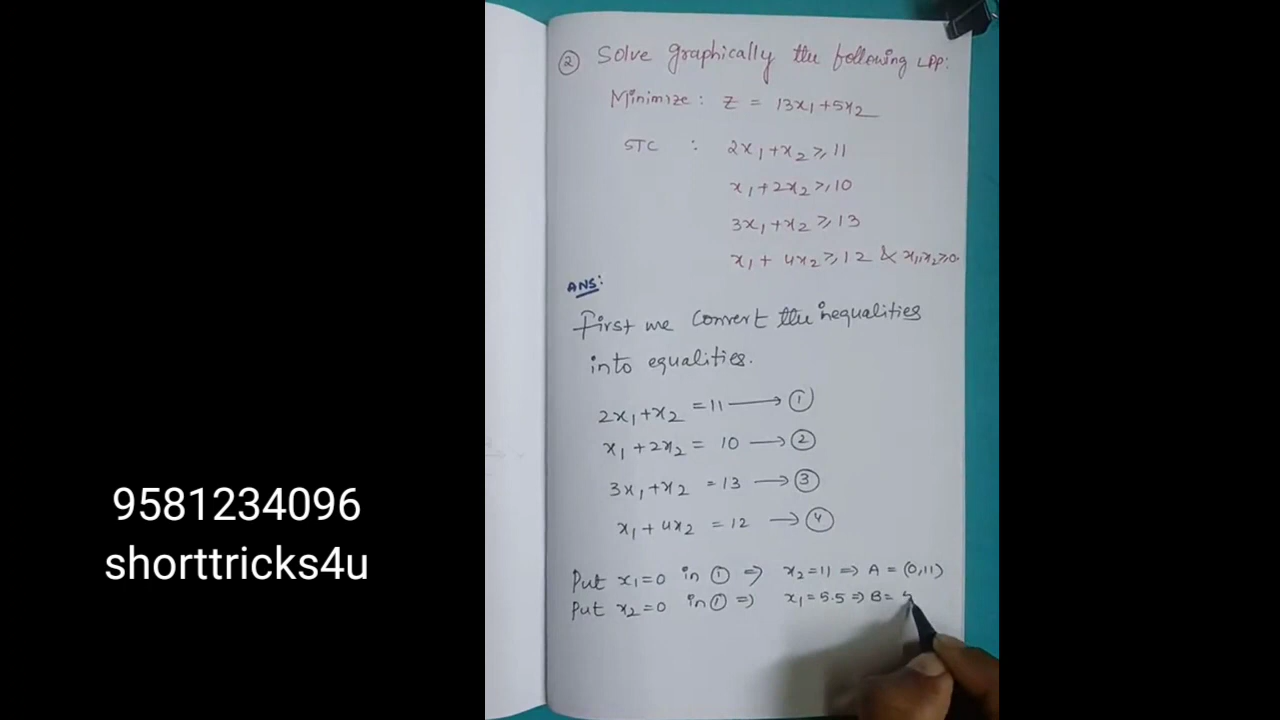 ② Solve graphically the following LPP:
Minimize : Z = 13x₁+5x₂
STC : 2x₁+x₂ ≥ 11
x₁+2x₂ ≥ 10
3x₁+x₂ ≥ 13
x₁+4x₂ ≥ 12 & x₁,x₂ ≥ 0.
ANS:
First we convert the inequalities
into equalities.
2x₁+x₂ = 11 → ①
x₁+2x₂ = 10 → ②
3x₁+x₂ = 13 → ③
x₁+4x₂ = 12 → ④
Put x₁=0 in ① ⇒ x₂=11 ⇒ A = (0,11)
Put x₂=0 in ① ⇒ x₁=5.5 ⇒ B=
9581234096
shorttricks4u